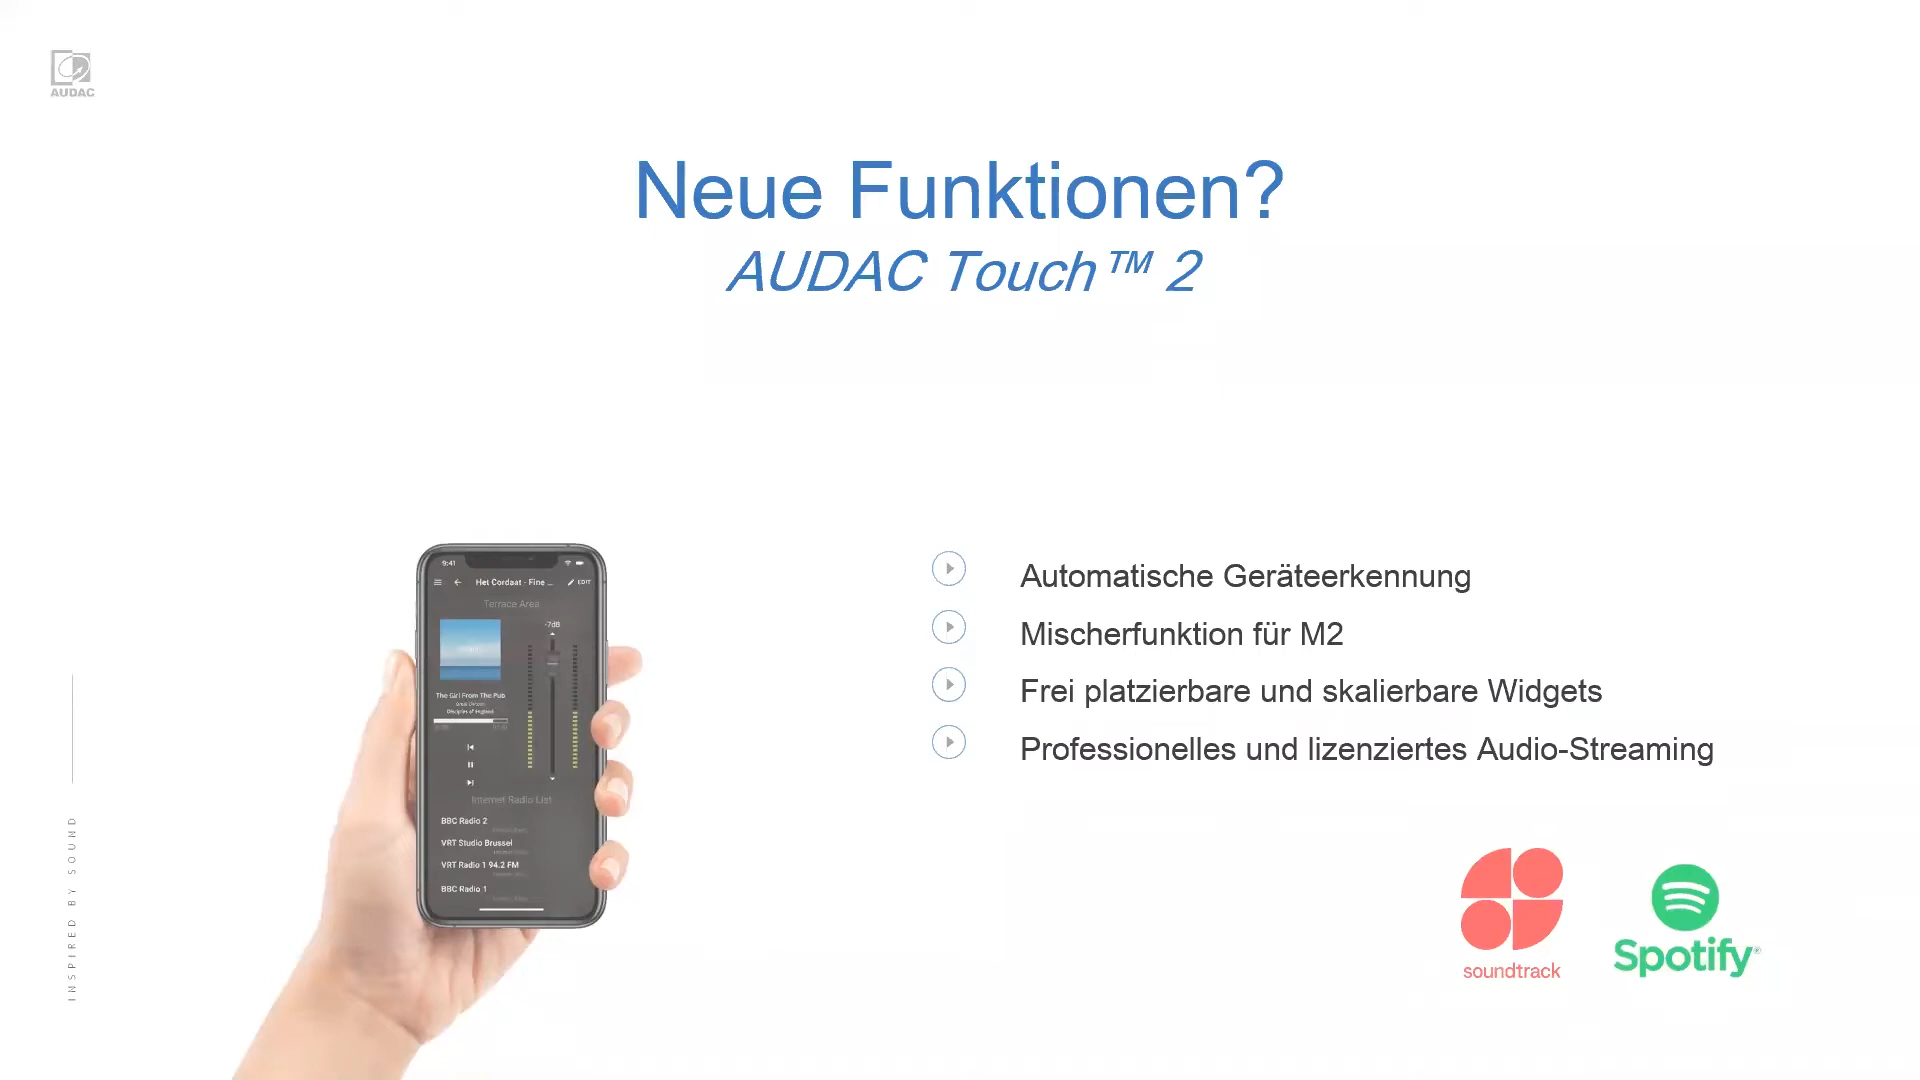 AUDAC
Neue Funktionen?
AUDAC Touch™ 2
9:41
Het Cordaat - Fine ...
EDIT
Terrace Area
-7dB
The Girl From The Pub
Disciples of England
Internet Radio List
BBC Radio 2
VRT Studio Brussel
VRT Radio 1 94.2 FM
BBC Radio 1
Automatische Geräteerkennung
Mischerfunktion für M2
Frei platzierbare und skalierbare Widgets
Professionelles und lizenziertes Audio-Streaming
INSPIRED BY SOUND
soundtrack
Spotify®